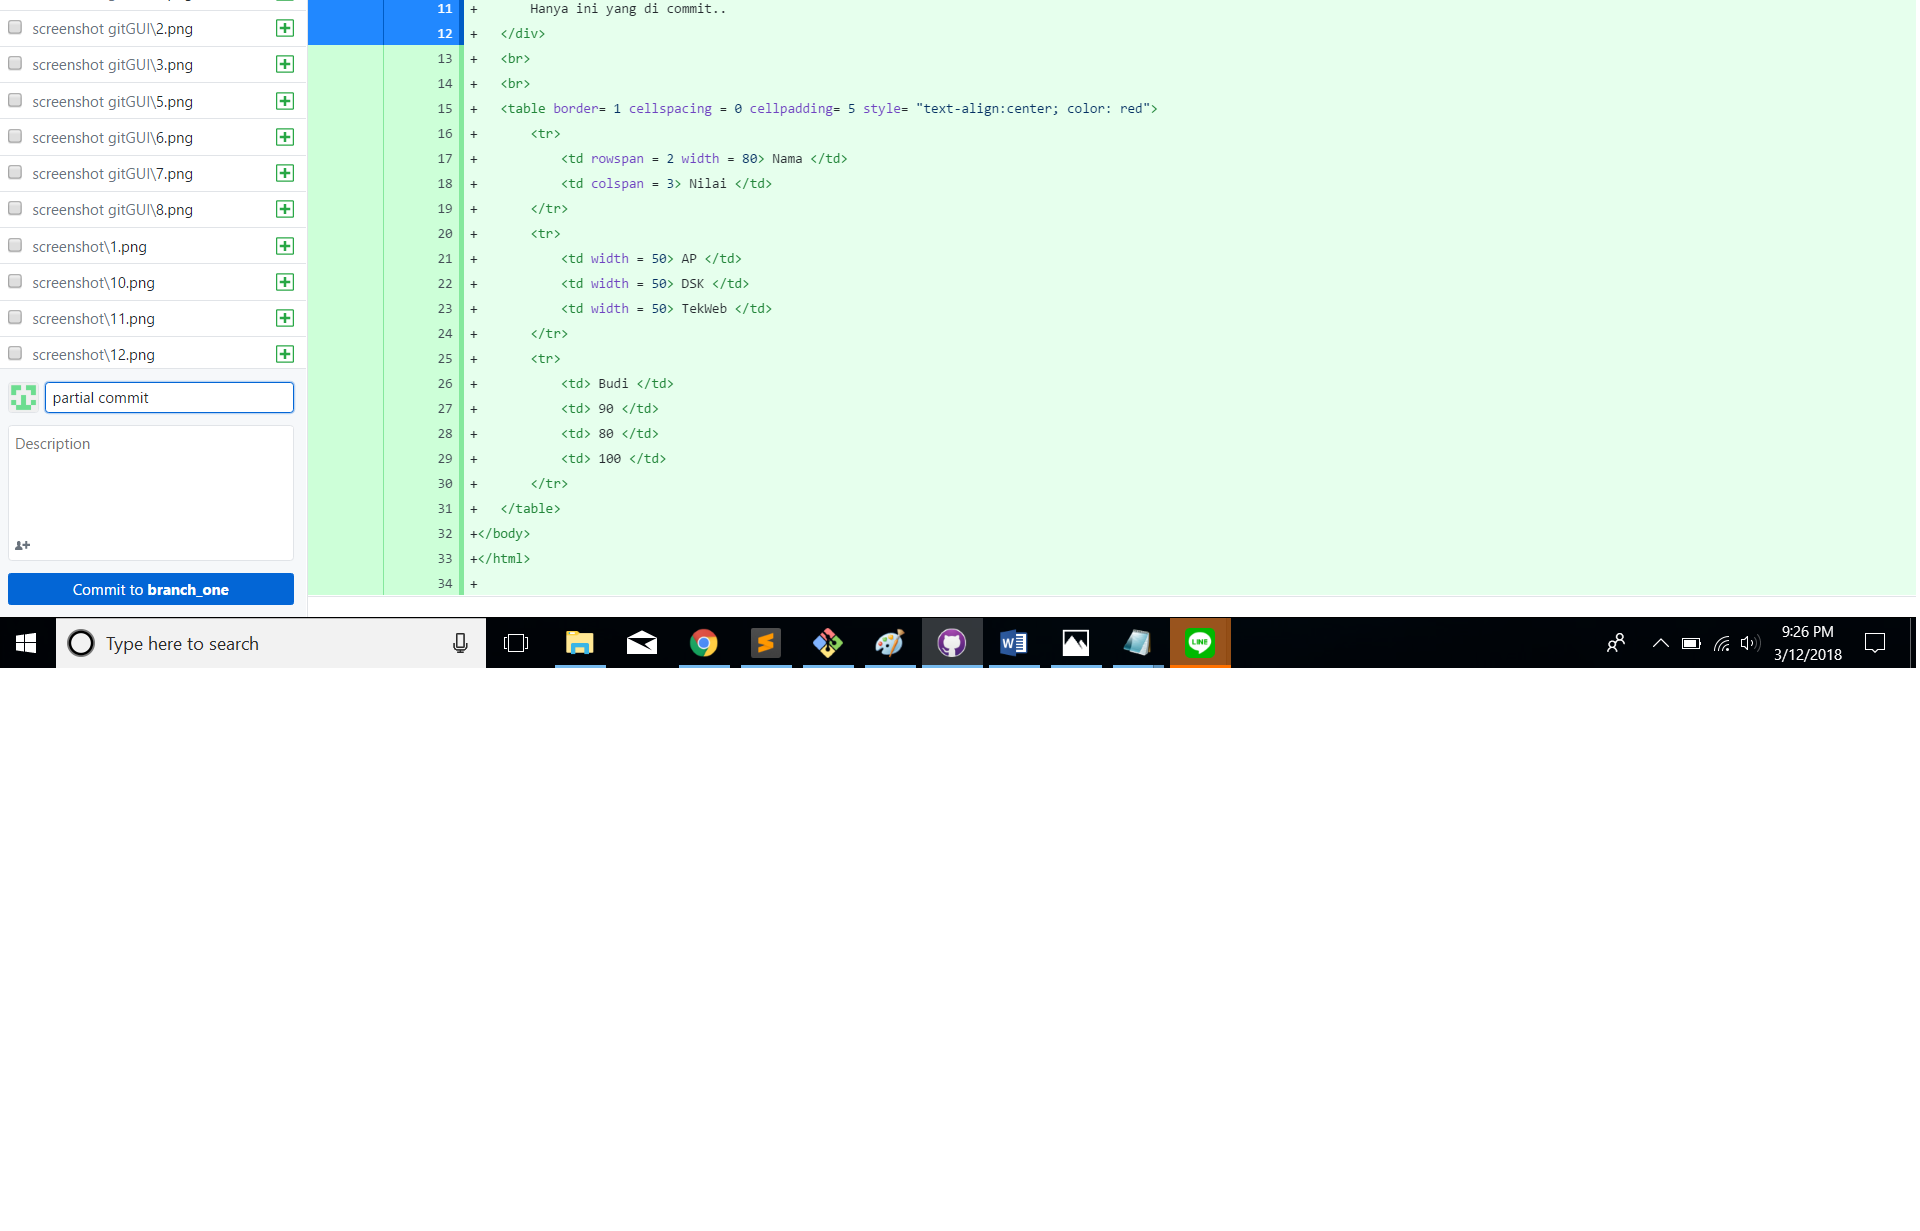 screenshot gitGUI\2.png
screenshot gitGUI\3.png
screenshot gitGUI\5.png
screenshot gitGUI\6.png
screenshot gitGUI\7.png
screenshot gitGUI\8.png
screenshot\1.png
screenshot\10.png
screenshot\11.png
screenshot\12.png
partial commit
Description
Commit to branch_one
11 + Hanya ini yang di commit..
12 + </div>
13 + <br>
14 + <br>
15 + <table border= 1 cellspacing = 0 cellpadding= 5 style= "text-align:center; color: red">
16 + <tr>
17 + <td rowspan = 2 width = 80> Nama </td>
18 + <td colspan = 3> Nilai </td>
19 + </tr>
20 + <tr>
21 + <td width = 50> AP </td>
22 + <td width = 50> DSK </td>
23 + <td width = 50> TekWeb </td>
24 + </tr>
25 + <tr>
26 + <td> Budi </td>
27 + <td> 90 </td>
28 + <td> 80 </td>
29 + <td> 100 </td>
30 + </tr>
31 + </table>
32 +</body>
33 +</html>
34 +
Type here to search
W
LINE
9:26 PM
3/12/2018